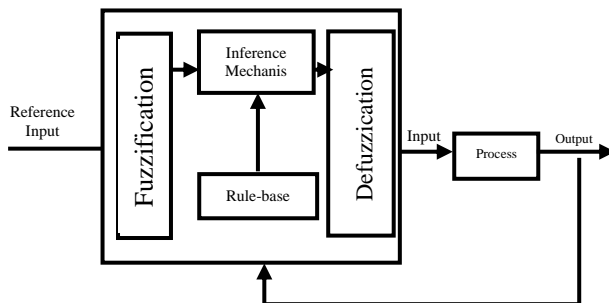 Reference
Input
Fuzzification
Inference
Mechanis
Rule-base
Defuzzication
Input
Process
Output